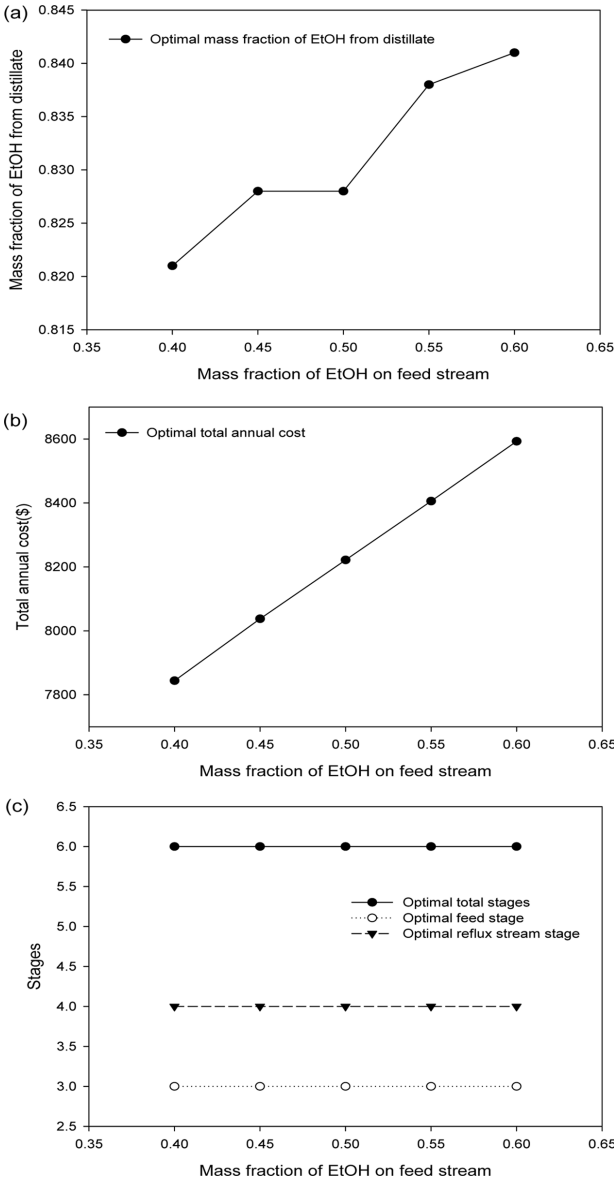 (a)
Optimal mass fraction of EtOH from distillate
Mass fraction of EtOH from distillate
0.845
0.840
0.835
0.830
0.825
0.820
0.815
0.35 0.40 0.45 0.50 0.55 0.60 0.65
Mass fraction of EtOH on feed stream
(b)
Optimal total annual cost
Total annual cost($)
8600
8400
8200
8000
7800
0.35 0.40 0.45 0.50 0.55 0.60 0.65
Mass fraction of EtOH on feed stream
(c)
Stages
6.5
6.0
5.5
5.0
4.5
4.0
3.5
3.0
2.5
Optimal total stages
Optimal feed stage
Optimal reflux stream stage
0.35 0.40 0.45 0.50 0.55 0.60 0.65
Mass fraction of EtOH on feed stream